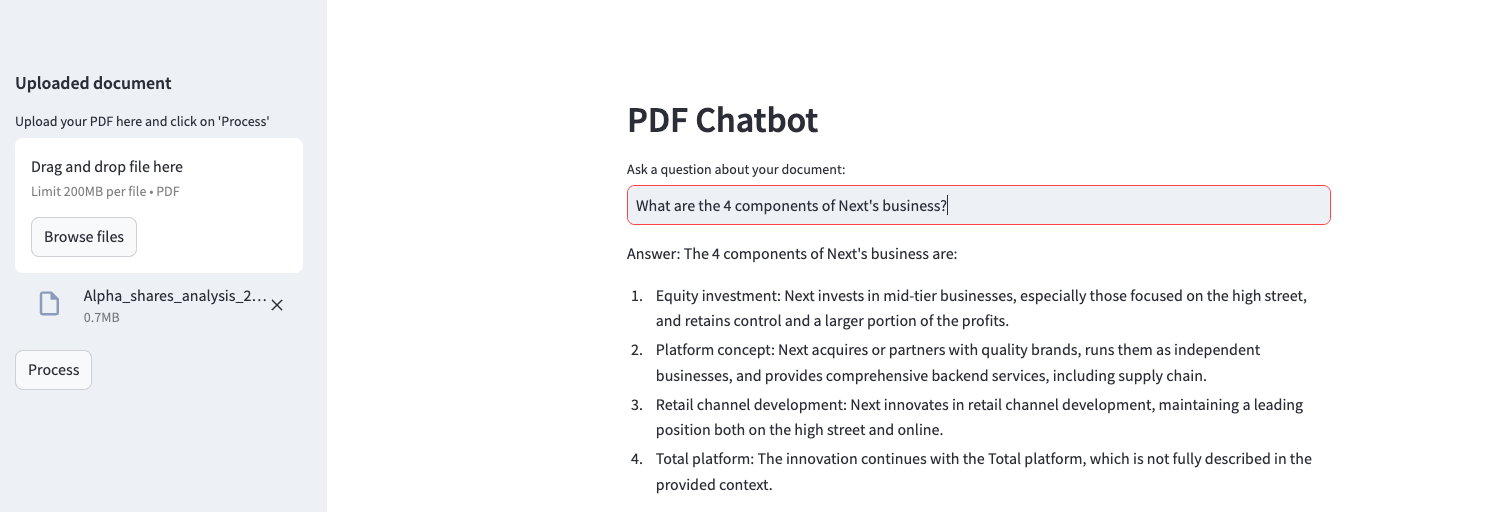 Uploaded document
Upload your PDF here and click on 'Process'
Drag and drop file here
Limit 200MB per file • PDF
Browse files
Alpha_shares_analysis_2...
0.7MB
Process
PDF Chatbot
Ask a question about your document:
What are the 4 components of Next's business?
Answer: The 4 components of Next's business are:
1. Equity investment: Next invests in mid-tier businesses, especially those focused on the high street,
and retains control and a larger portion of the profits.
2. Platform concept: Next acquires or partners with quality brands, runs them as independent
businesses, and provides comprehensive backend services, including supply chain.
3. Retail channel development: Next innovates in retail channel development, maintaining a leading
position both on the high street and online.
4. Total platform: The innovation continues with the Total platform, which is not fully described in the
provided context.